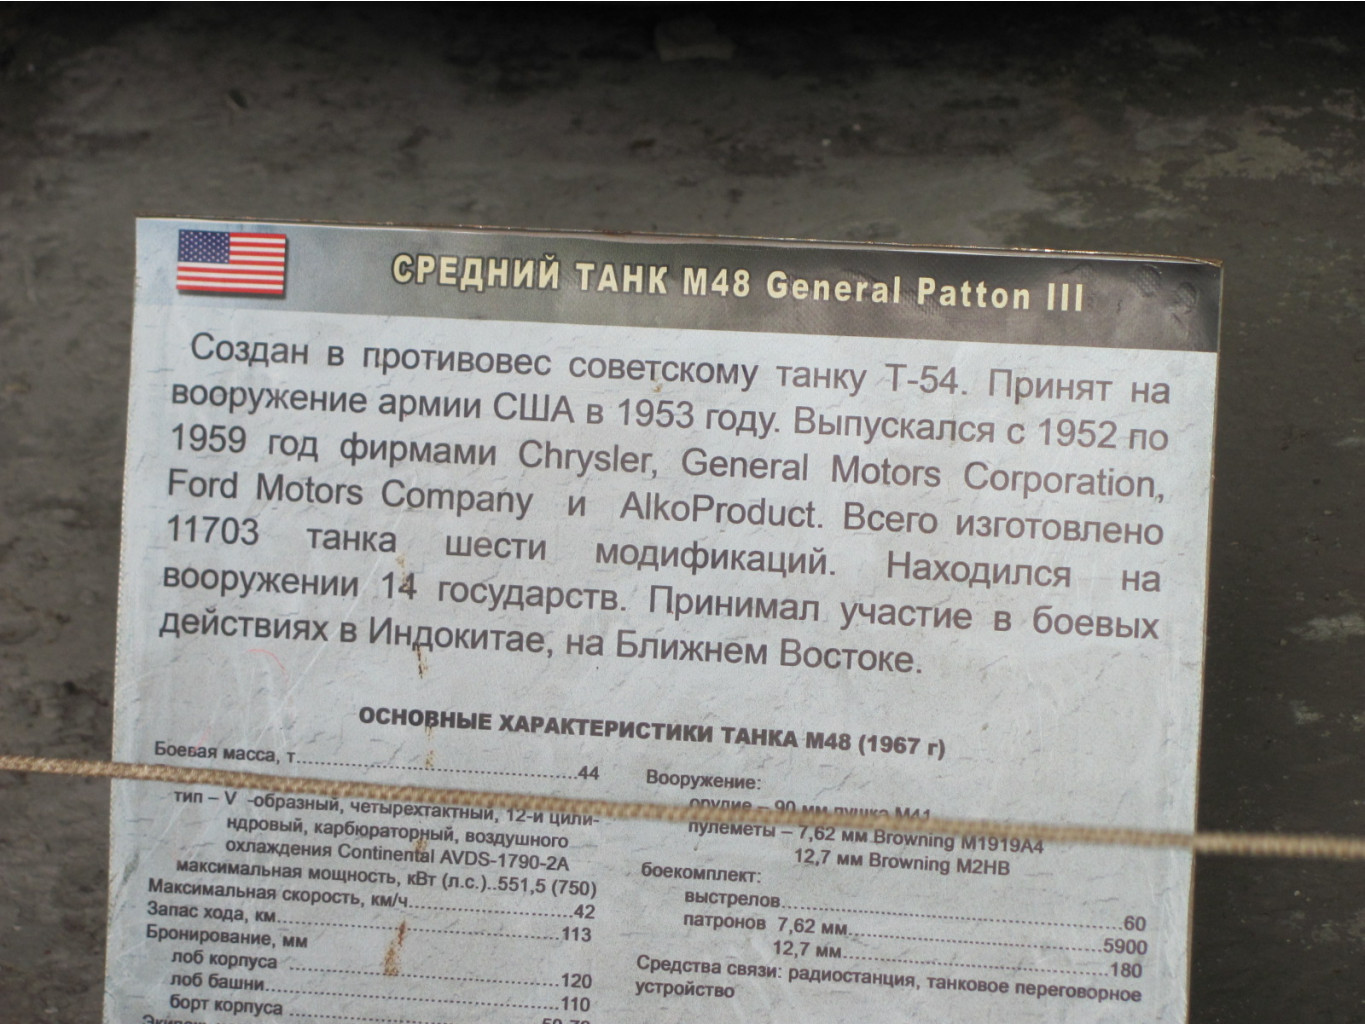 СРЕДНИЙ ТАНК М48 General Patton III
Создан в противовес советскому танку Т-54. Принят на
вооружение армии США в 1953 году. Выпускался с 1952 по
1959 год фирмами Chrysler, General Motors Corporation,
Ford Motors Company и AlkoProduct. Всего изготовлено
11703 танка шести модификаций. Находился на
вооружении 14 государств. Принимал участие в боевых
действиях в Индокитае, на Ближнем Востоке.
ОСНОВНЫЕ ХАРАКТЕРИСТИКИ ТАНКА М48 (1967 г)
Боевая масса, т...........................................44
тип – V -образный, четырехтактный, 12-и цили-
ндровый, карбюраторный, воздушного
охлаждения Continental AVDS-1790-2A
максимальная мощность, кВт (л.с.)..551,5 (750)
Максимальная скорость, км/ч.........................42
Запас хода, км...........................................113
Бронирование, мм
лоб корпуса ...........................................120
лоб башни.............................................110
борт корпуса
Вооружение:
орудие – 90 мм пушка М41
пулеметы – 7,62 мм Browning M1919A4
12,7 мм Browning M2HB
боекомплект:
выстрелов.....................................................60
патронов 7,62 мм.......................................5900
12,7 мм.........................................180
Средства связи: радиостанция, танковое переговорное
устройство